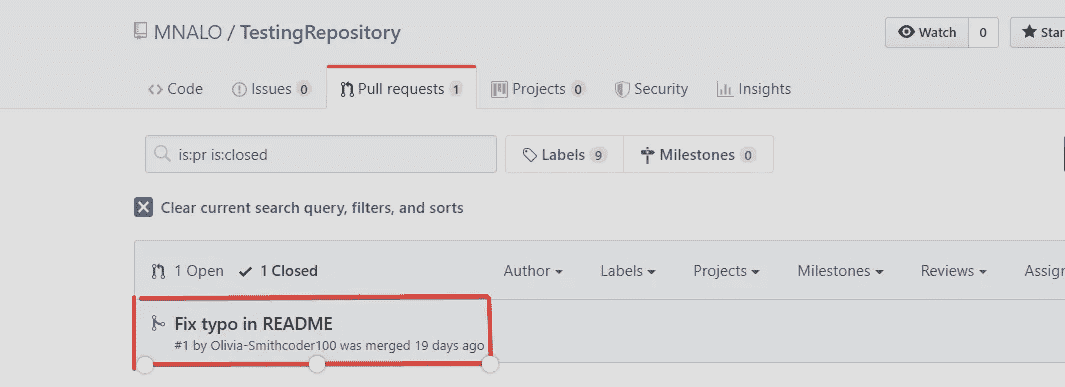 MNALO / TestingRepository
Watch 0 Star
Code Issues 0 Pull requests 1 Projects 0 Security Insights
is:pr is:closed Labels 9 Milestones 0
Clear current search query, filters, and sorts
1 Open 1 Closed Author Labels Projects Milestones Reviews Assig
Fix typo in README
#1 by Olivia-Smithcoder100 was merged 19 days ago